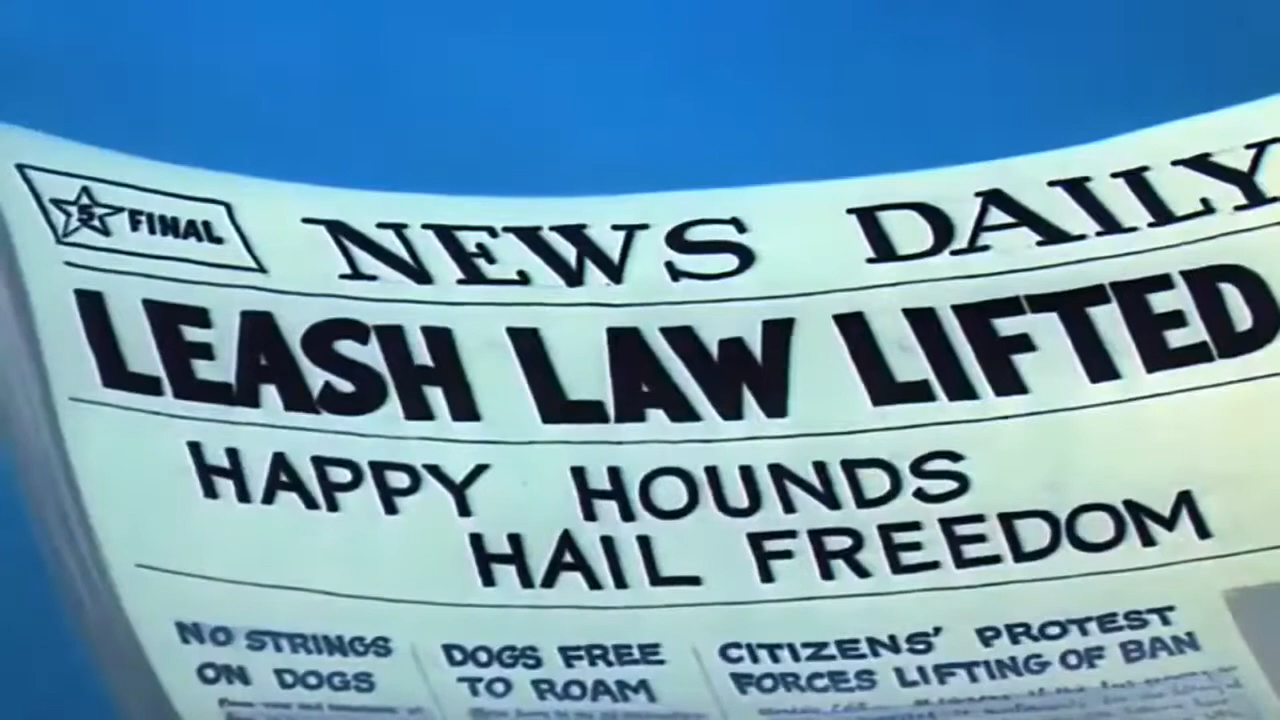 5 FINAL
NEWS DAILY
LEASH LAW LIFTED
HAPPY HOUNDS
HAIL FREEDOM
NO STRINGS
ON DOGS
DOGS FREE
TO ROAM
CITIZENS' PROTEST
FORCES LIFTING OF BAN